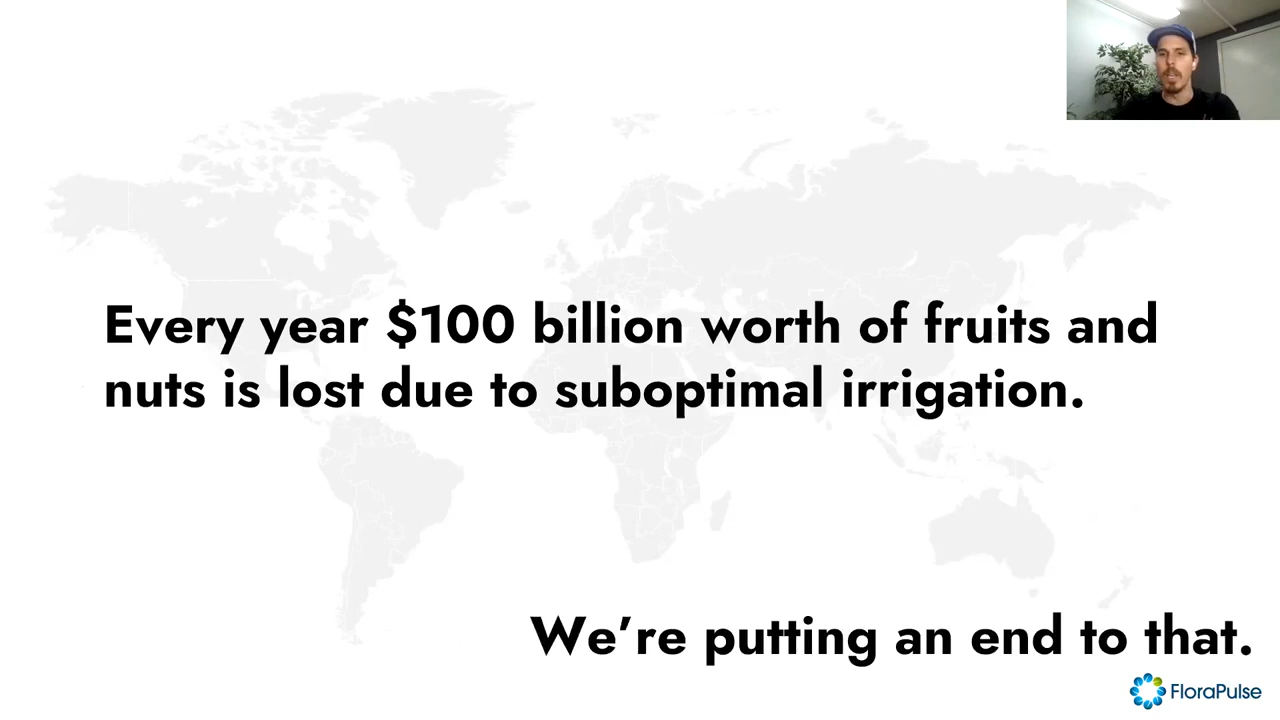 Every year $100 billion worth of fruits and
nuts is lost due to suboptimal irrigation.
We’re putting an end to that.
FloraPulse